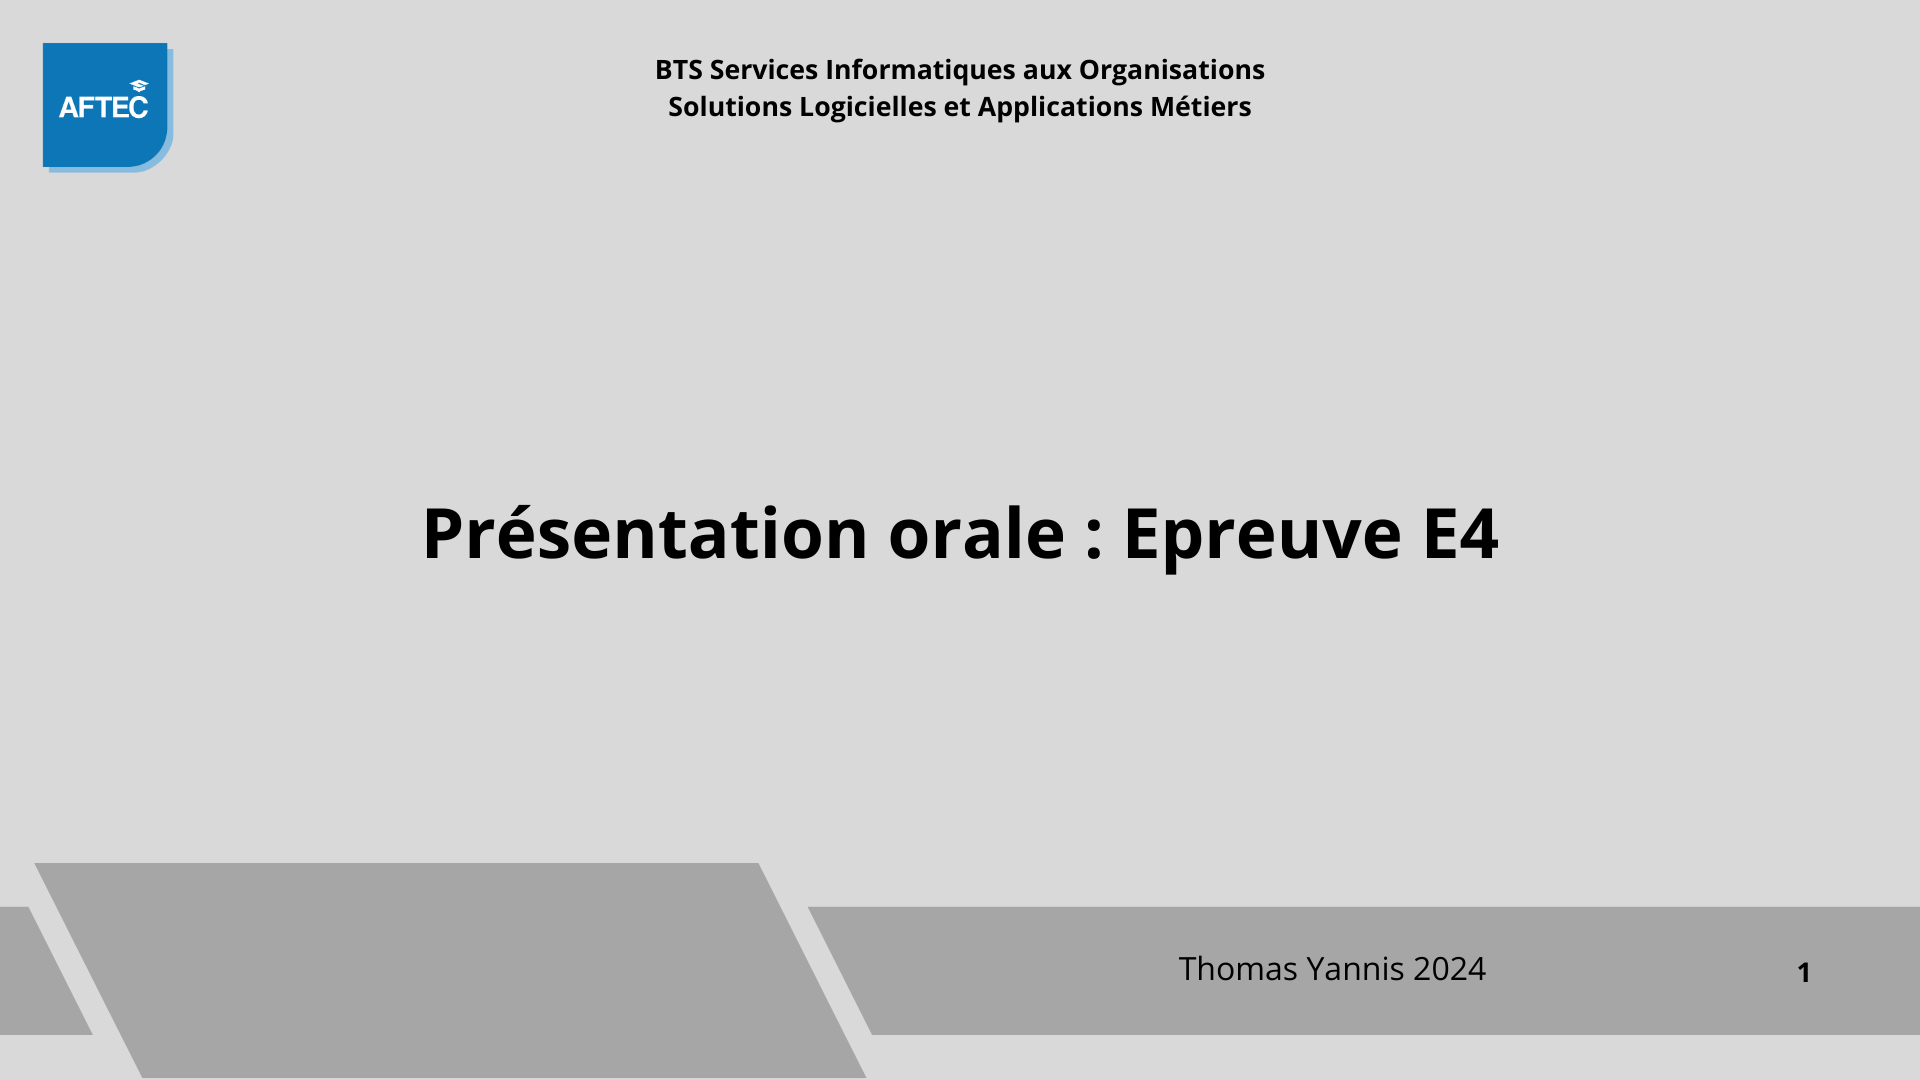 AFTEC
BTS Services Informatiques aux Organisations
Solutions Logicielles et Applications Métiers
Présentation orale : Epreuve E4
Thomas Yannis 2024
1